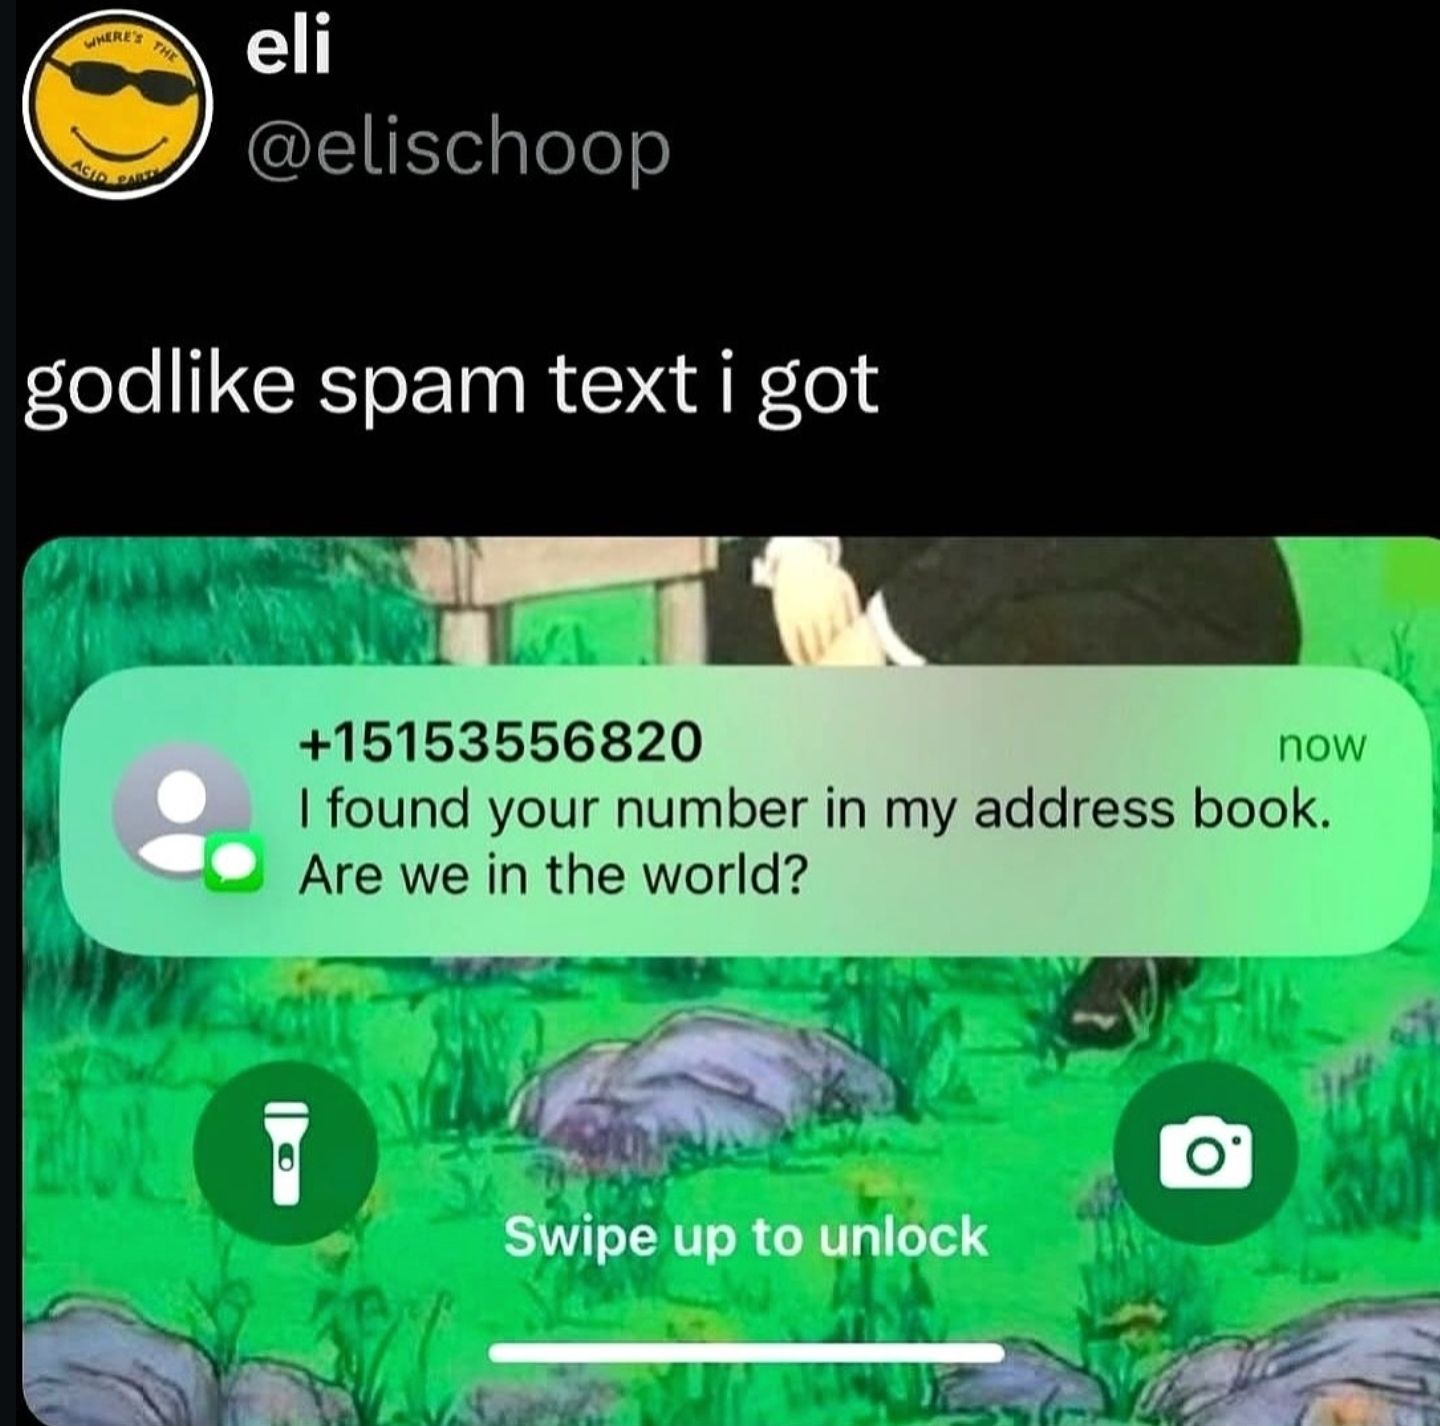 WHERE'S THE
ACID PARTY
eli
@elischoop
godlike spam text i got
+15153556820
now
I found your number in my address book.
Are we in the world?
Swipe up to unlock